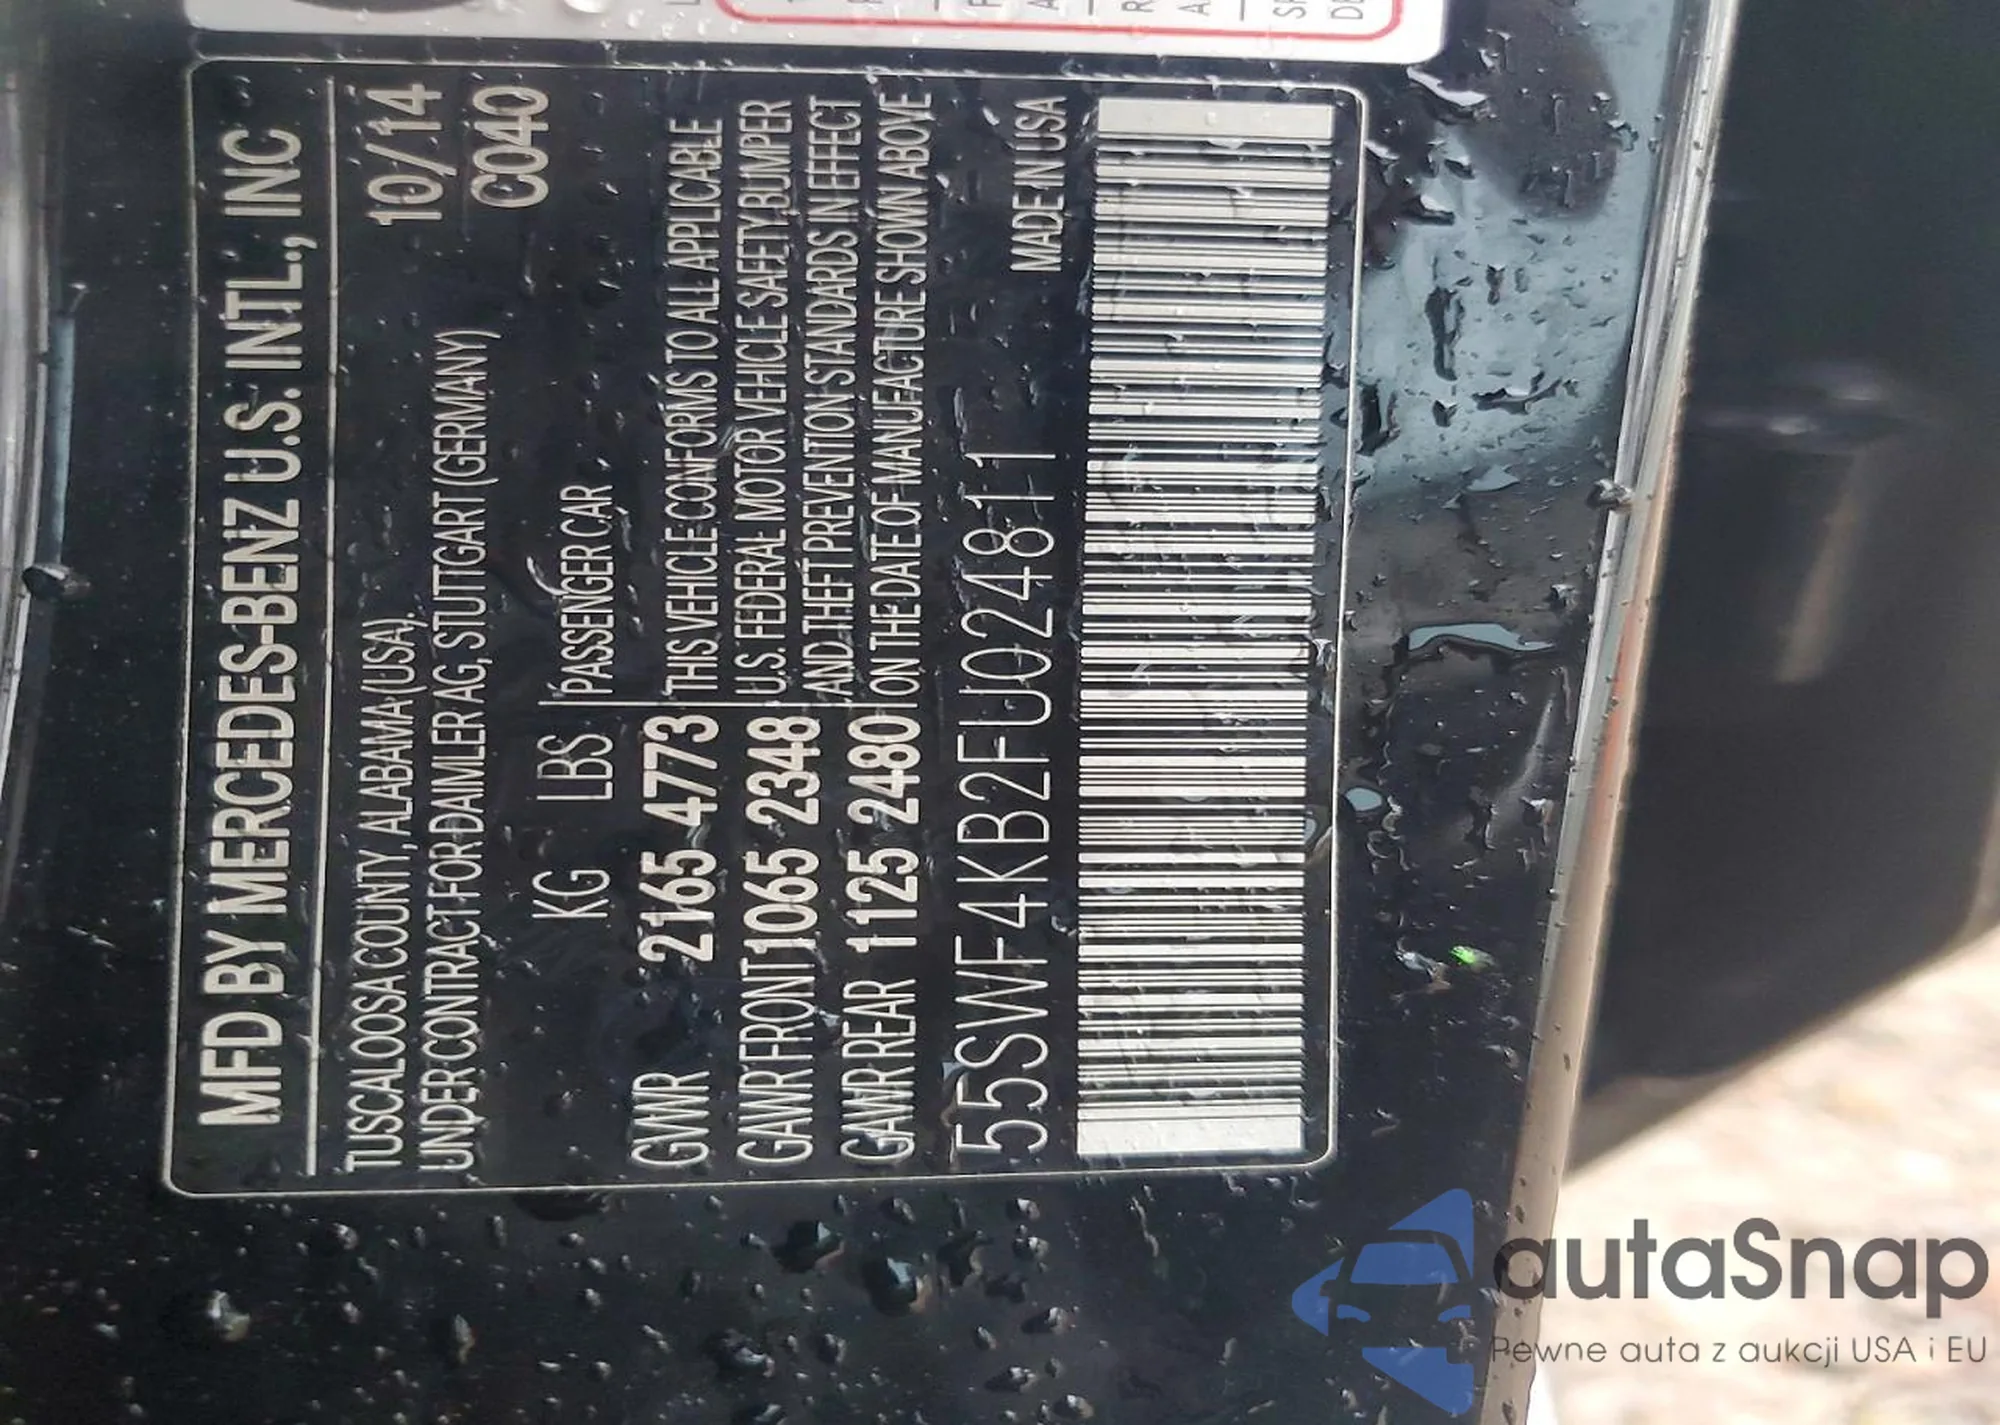 MFD BY MERCEDES-BENZ U.S. INTL., INC
TUSCALOOSA COUNTY, ALABAMA (USA), 10/14
UNDER CONTRACT FOR DAIMLER AG, STUTTGART (GERMANY) C040
KG LBS PASSENGER CAR
GVWR 2165 4773 THIS VEHICLE CONFORMS TO ALL APPLICABLE
GAWR FRONT 1065 2348 U.S. FEDERAL MOTOR VEHICLE SAFETY, BUMPER
AND THEFT PREVENTION STANDARDS IN EFFECT
GAWR REAR 1125 2480 ON THE DATE OF MANUFACTURE SHOWN ABOVE
55SWF4KB2FU024811 MADE IN USA
autaSnap
Pewne auta z aukcji USA i EU